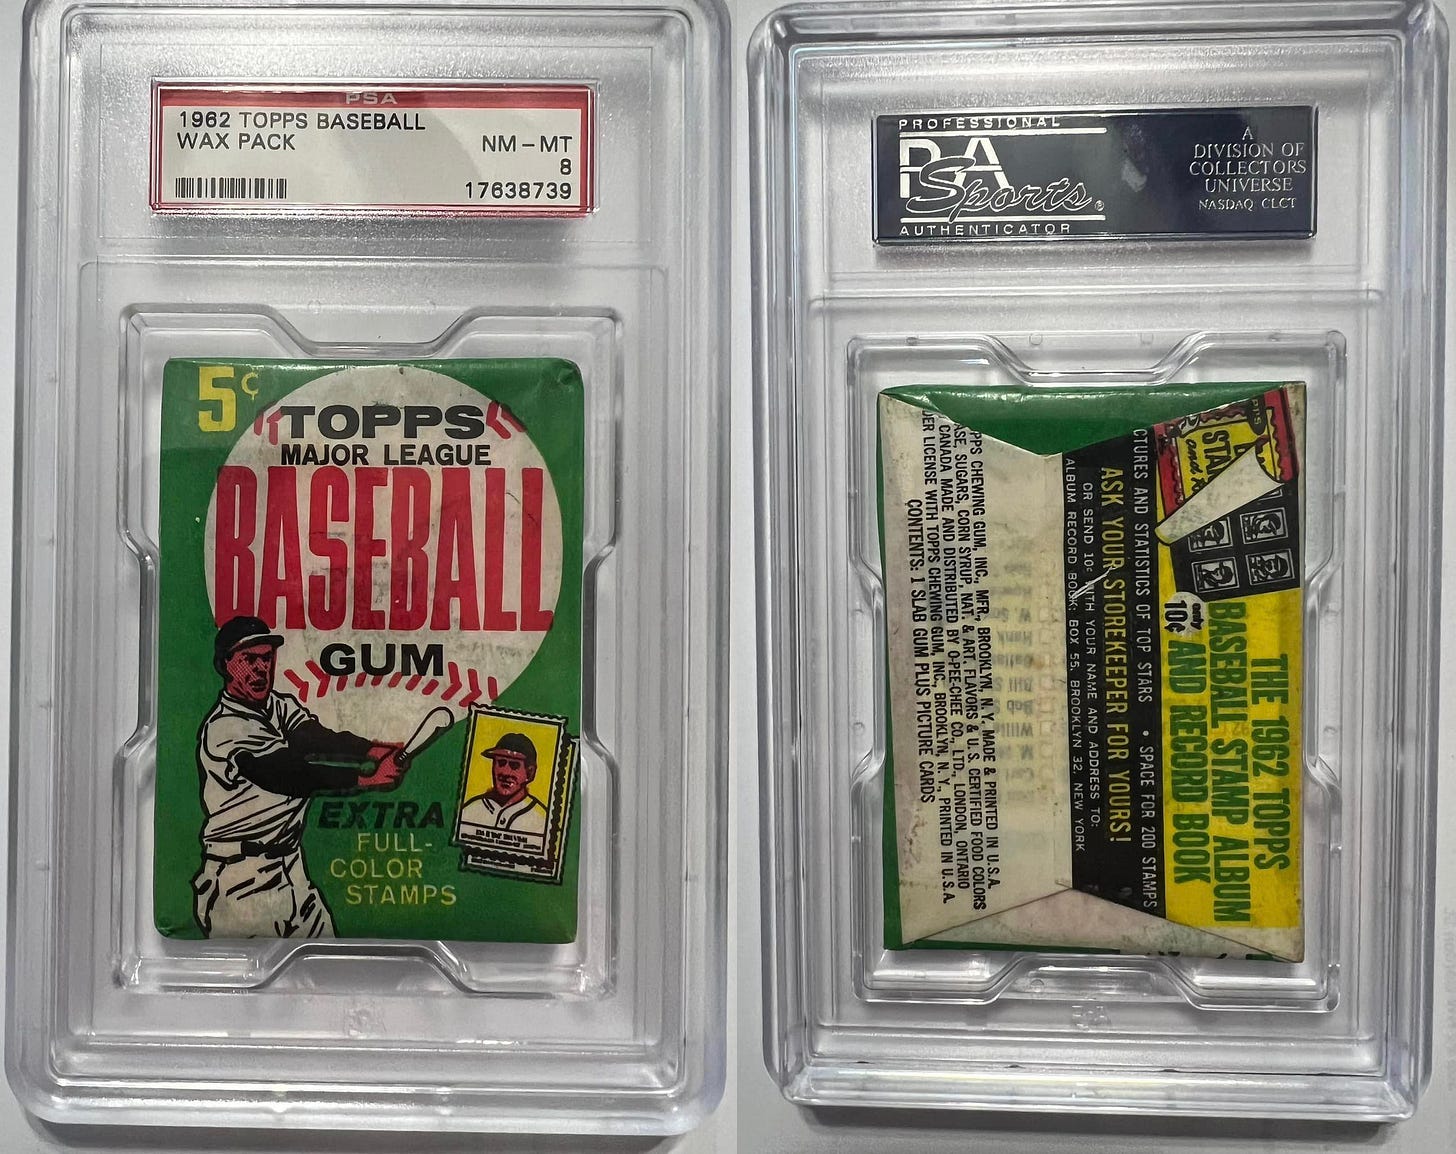 PSA
1962 TOPPS BASEBALL
WAX PACK
NM - MT
8
17638739
5¢
TOPPS
MAJOR LEAGUE
BASEBALL
GUM
EXTRA
FULL-
COLOR
STAMPS
PROFESSIONAL
PSA
Sports®
AUTHENTICATOR
A
DIVISION OF
COLLECTORS
UNIVERSE
NASDAQ: CLCT
THE 1962 TOPPS
BASEBALL STAMP ALBUM
only
10¢ AND RECORD BOOK
CTURES AND STATISTICS OF TOP STARS • SPACE FOR 200 STAMPS
ASK YOUR STOREKEEPER FOR YOURS!
OR SEND 10¢ WITH YOUR NAME AND ADDRESS TO:
ALBUM RECORD BOOK: BOX 55, BROOKLYN 32, NEW YORK
PPS CHEWING GUM, INC., MFR., BROOKLYN, N. Y. MADE & PRINTED IN U.S.A.
ASE, SUGARS, CORN SYRUP, NAT. & ART. FLAVORS & U.S. CERTIFIED FOOD COLORS
CANADA MADE AND DISTRIBUTED BY O-PEE-CHEE CO., LTD., LONDON, ONTARIO
DER LICENSE WITH TOPPS CHEWING GUM, INC., BROOKLYN, N. Y., PRINTED IN U.S.A.
CONTENTS: 1 SLAB GUM PLUS PICTURE CARDS